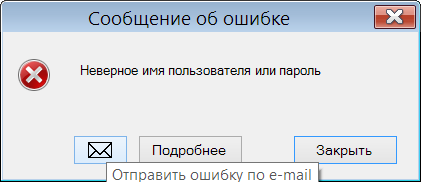 Сообщение об ошибке
Неверное имя пользователя или пароль
Подробнее
Закрыть
Отправить ошибку по e-mail